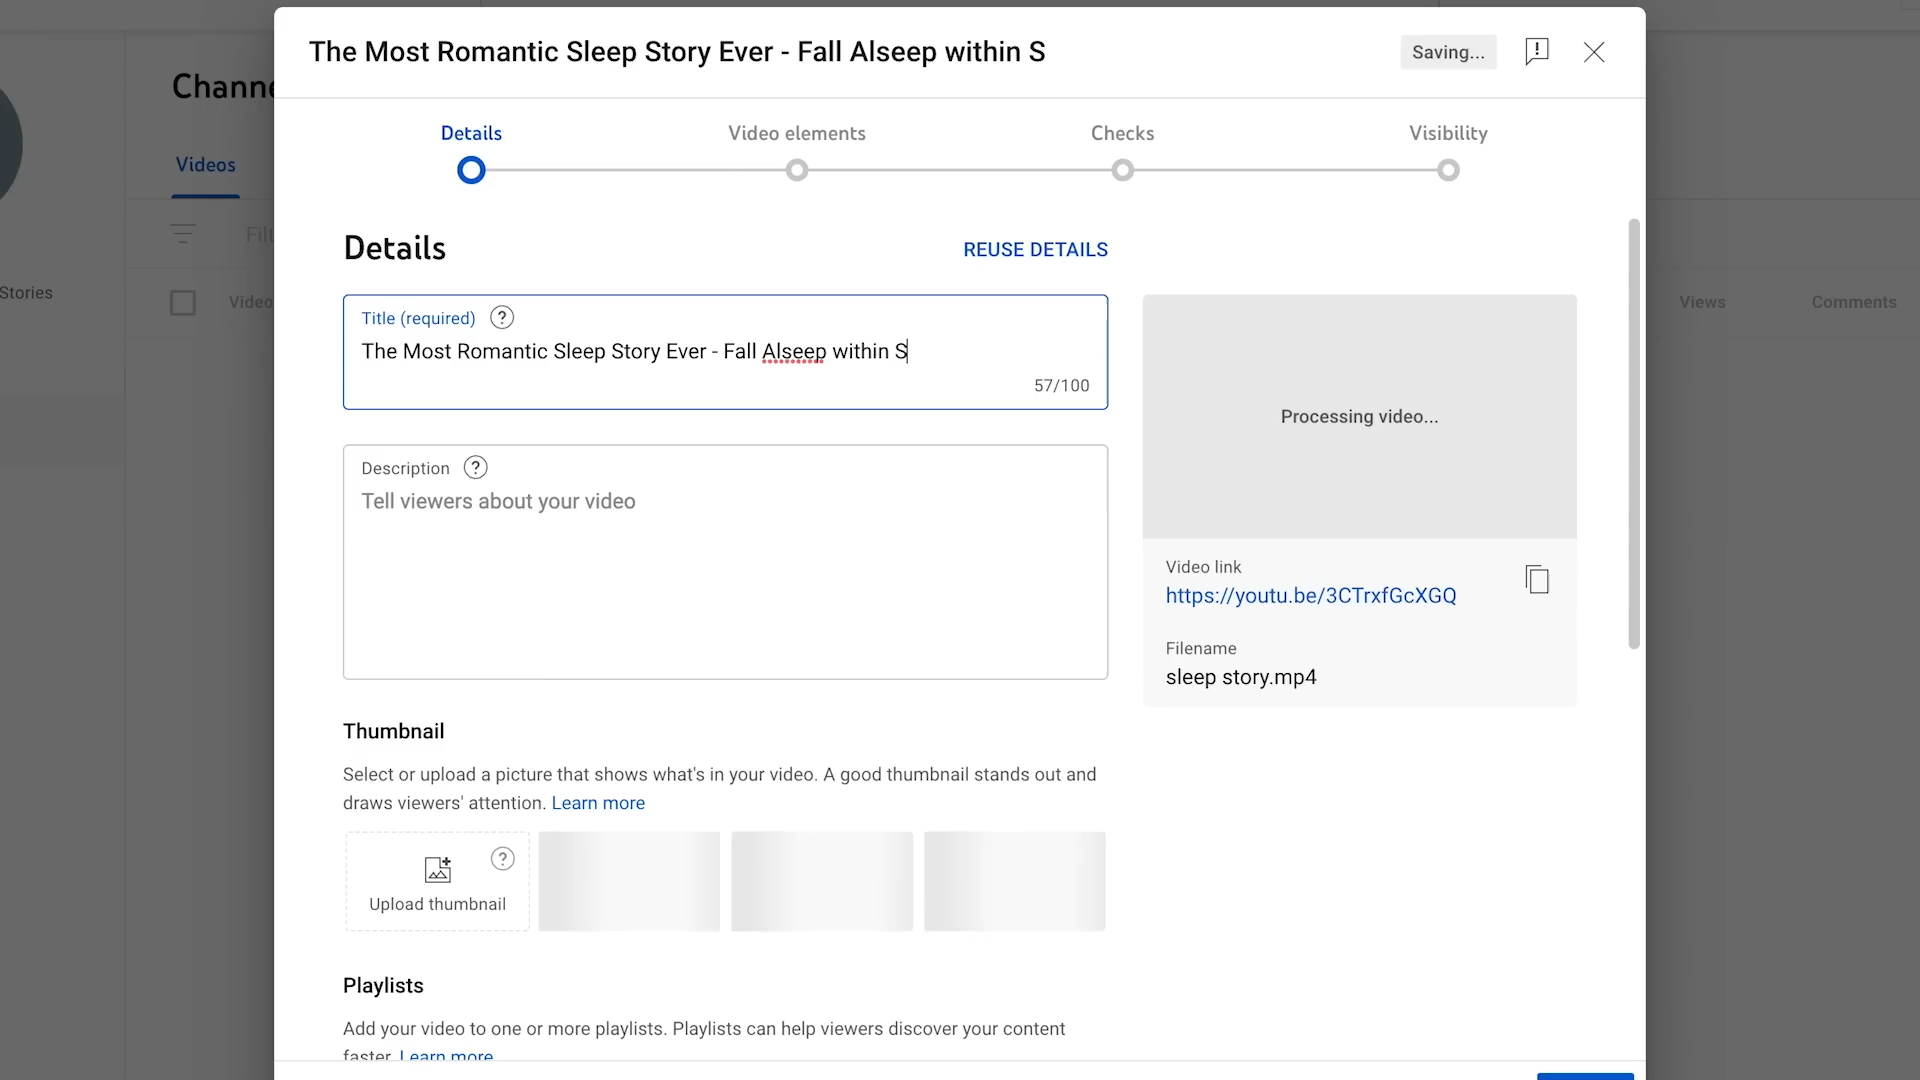 The Most Romantic Sleep Story Ever - Fall Alseep within S
Saving...
Channe
Details
Video elements
Checks
Visibility
Videos
Details
REUSE DETAILS
Filt
Stories
Video
Views
Comments
Title (required)
The Most Romantic Sleep Story Ever - Fall Alseep within S
57/100
Processing video...
Description
Tell viewers about your video
Video link
https://youtu.be/3CTrxfGcXGQ
Filename
sleep story.mp4
Thumbnail
Select or upload a picture that shows what's in your video. A good thumbnail stands out and
draws viewers' attention. Learn more
Upload thumbnail
Playlists
Add your video to one or more playlists. Playlists can help viewers discover your content
faster. Learn more